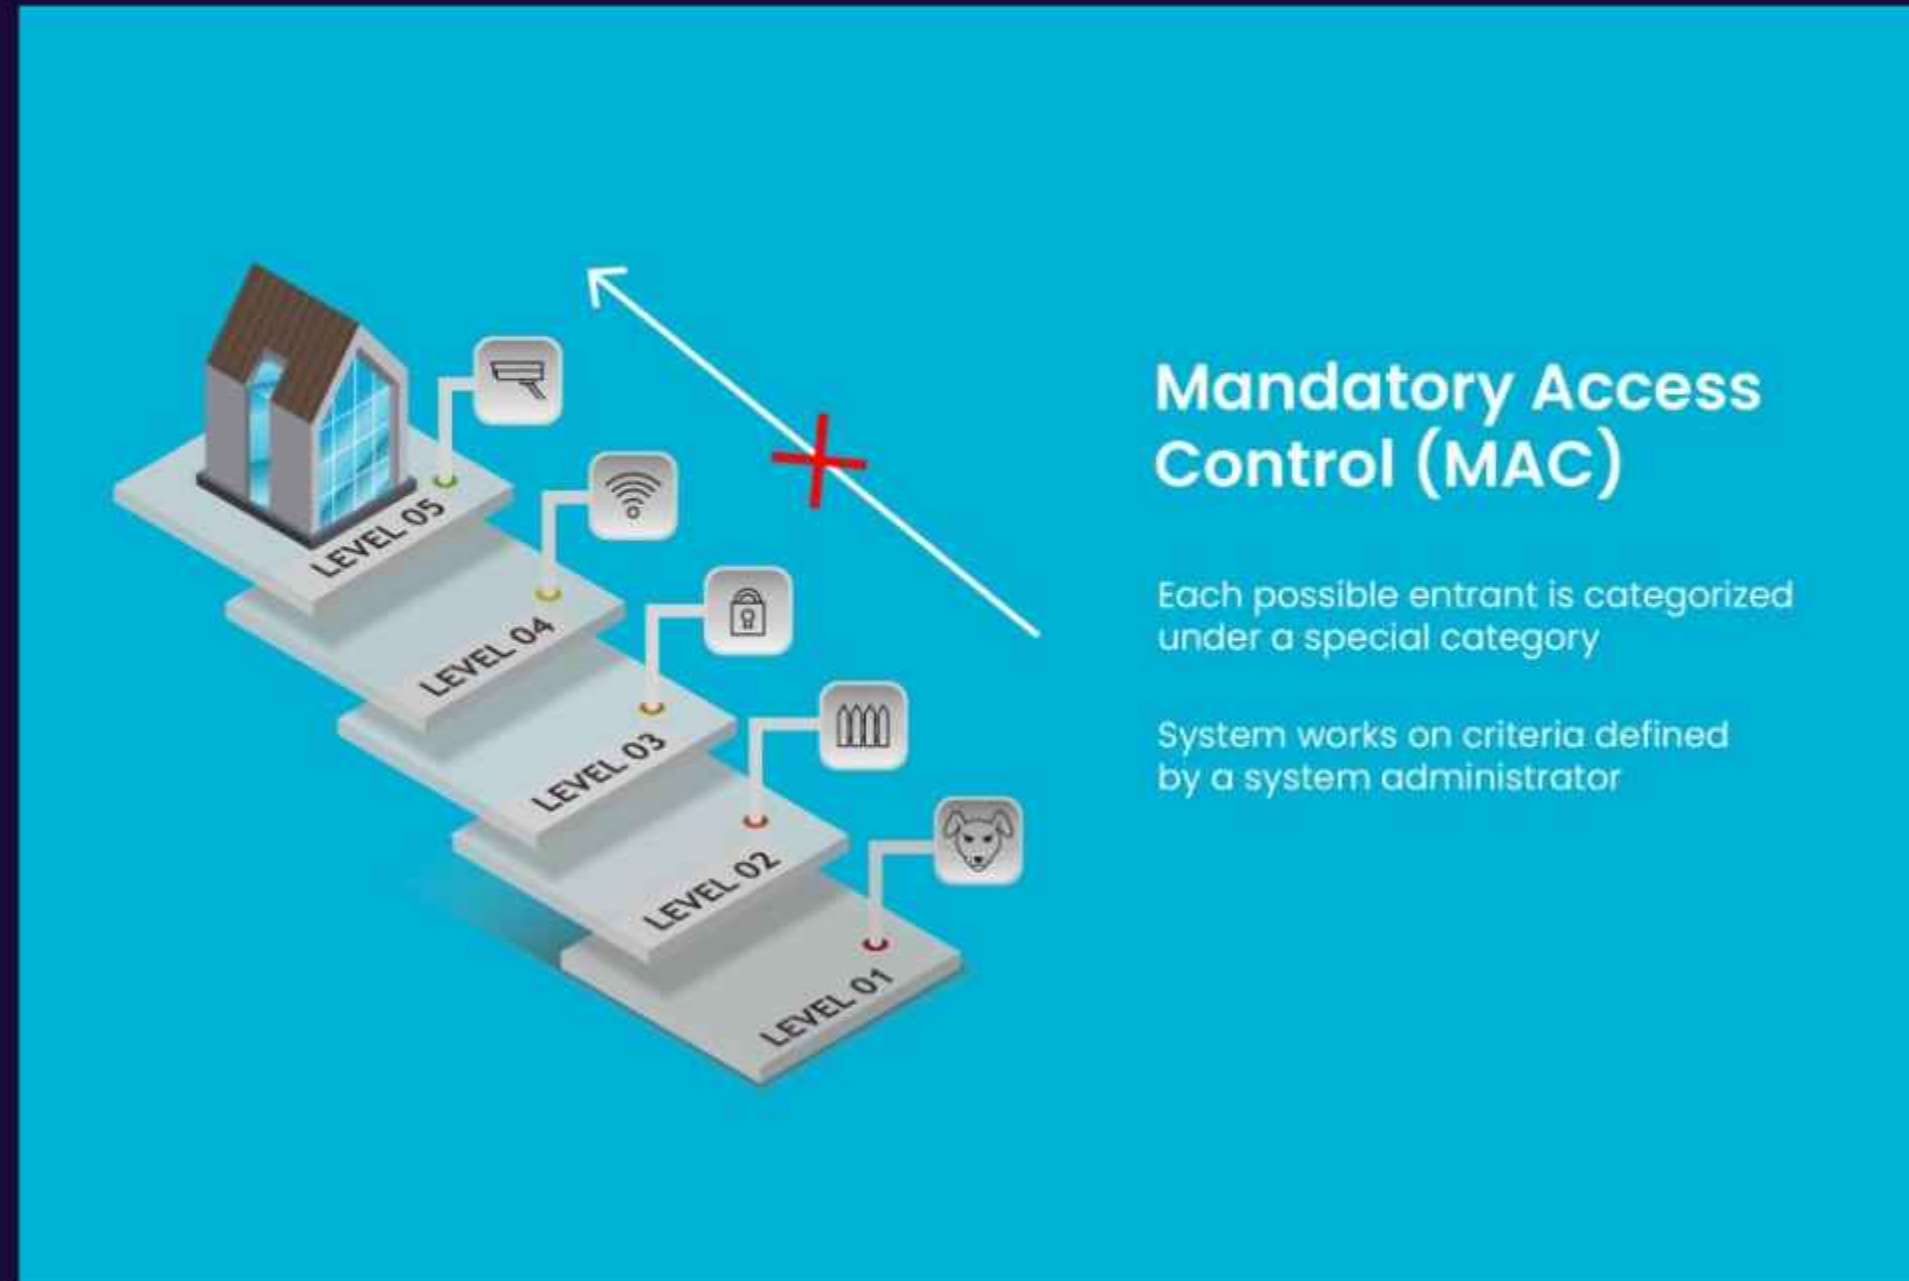 Mandatory Access
Control (MAC)
Each possible entrant is categorized
under a special category
System works on criteria defined
by a system administrator
LEVEL 05
LEVEL 04
LEVEL 03
LEVEL 02
LEVEL 01